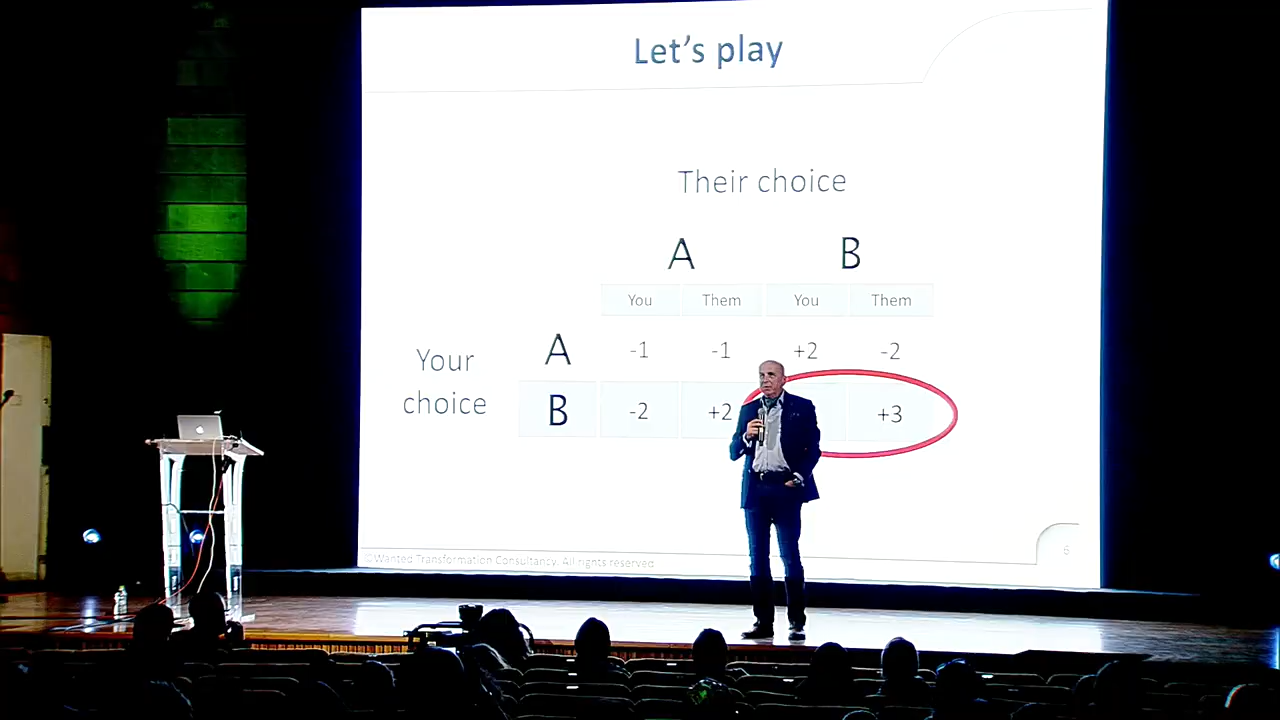 Let's play
Their choice
A B
You Them You Them
Your choice
A -1 -1 +2 -2
B -2 +2 +3
© Wanted Transformation Consultancy. All rights reserved
6